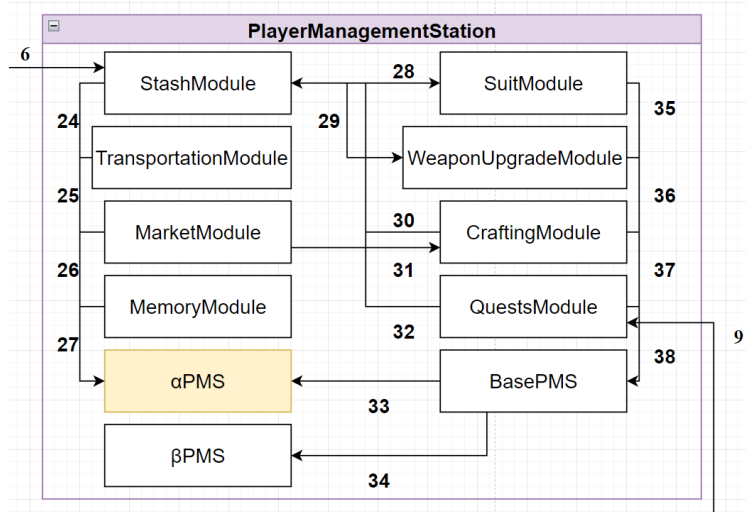 PlayerManagementStation
6
StashModule
28
SuitModule
24
29
35
TransportationModule
WeaponUpgradeModule
25
36
MarketModule
30
CraftingModule
26
31
37
MemoryModule
QuestsModule
27
32
9
38
αPMS
BasePMS
33
βPMS
34